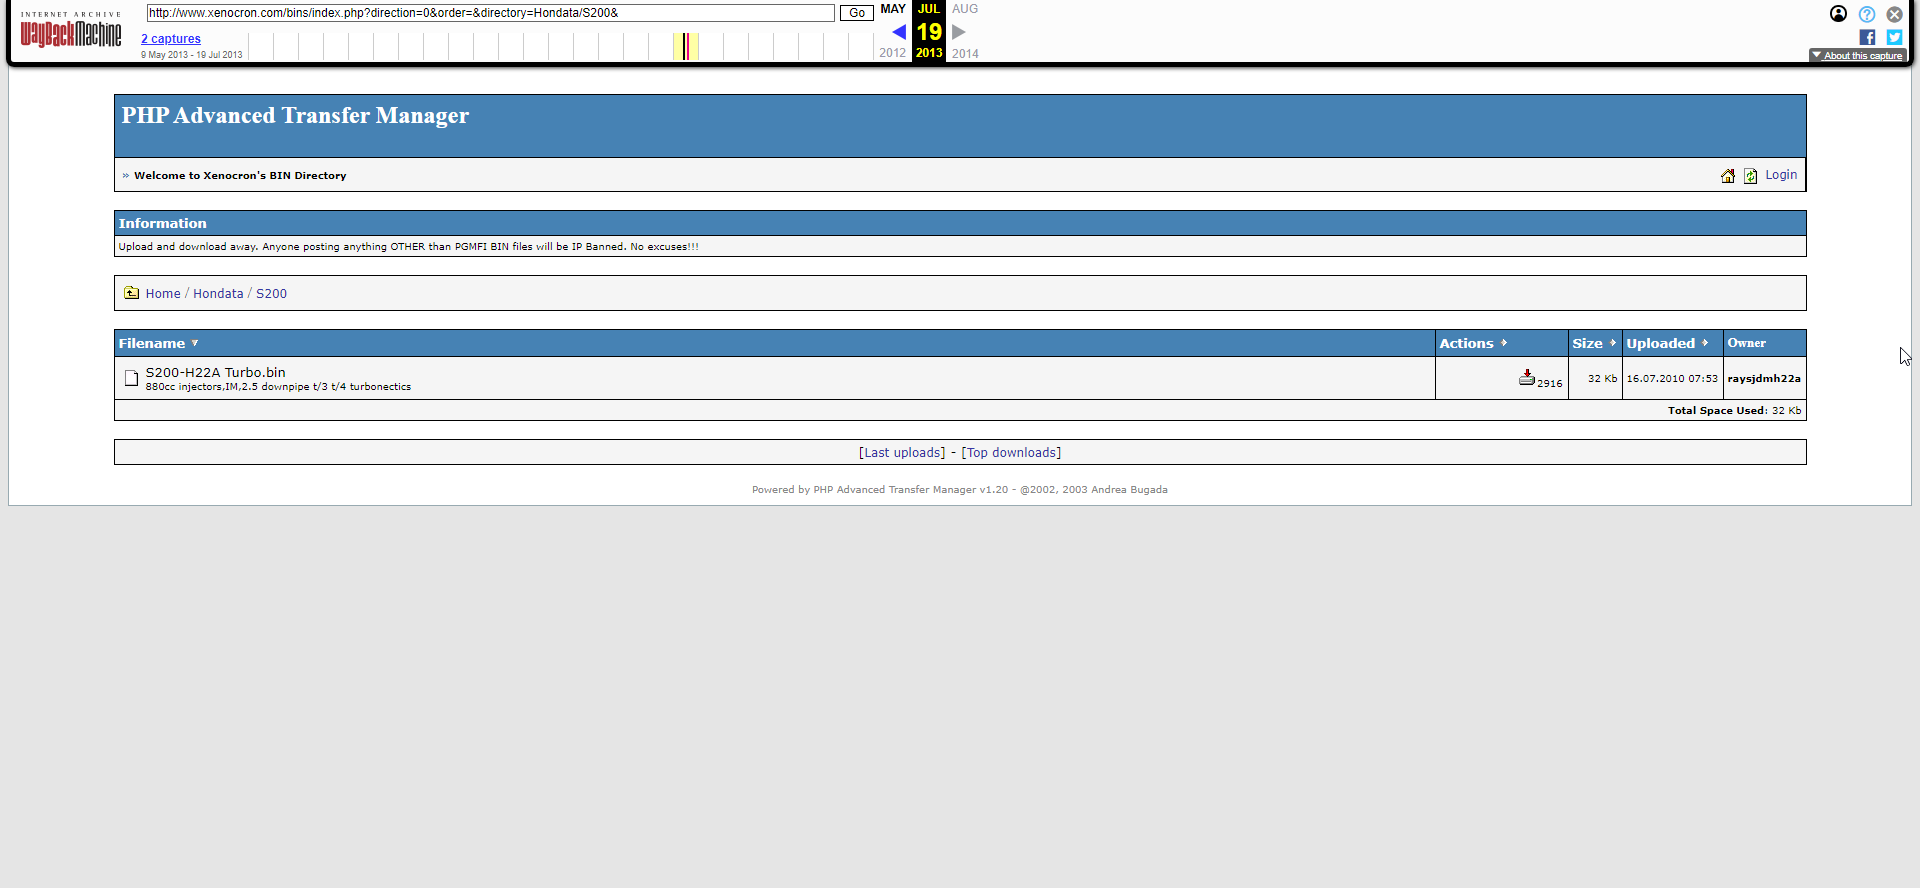 INTERNET ARCHIVE
WayBackMachine
http://www.xenocron.com/bins/index.php?direction=0&order=&directory=Hondata/S200&
Go
MAY JUL AUG
2 captures
19
9 May 2013 - 19 Jul 2013
2012 2013 2014
About this capture
PHP Advanced Transfer Manager
» Welcome to Xenocron's BIN Directory
Login
Information
Upload and download away. Anyone posting anything OTHER than PGMFI BIN files will be IP Banned. No excuses!!!
Home / Hondata / S200
Filename Actions Size Uploaded Owner
S200-H22A Turbo.bin
880cc injectors,IM,2.5 downpipe t/3 t/4 turbonectics
2916 32 Kb 16.07.2010 07:53 raysjdmh22a
Total Space Used: 32 Kb
[Last uploads] - [Top downloads]
Powered by PHP Advanced Transfer Manager v1.20 - @2002, 2003 Andrea Bugada